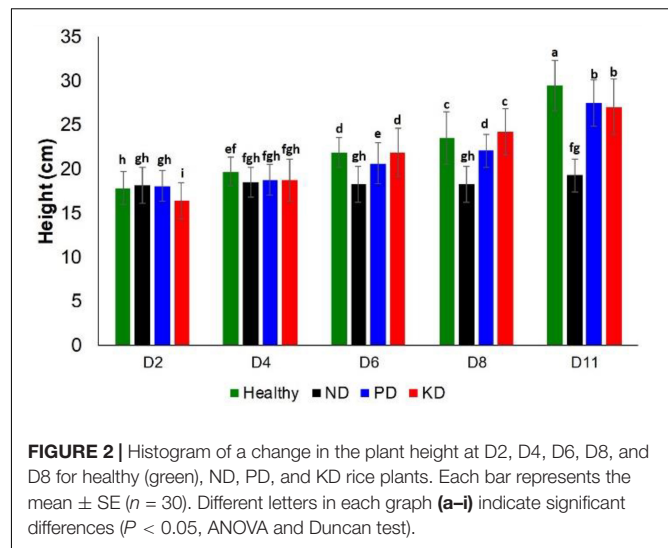 35
a
30
b b
c c
25
d d d
e
ef
fgh fgh fgh
gh gh
fg
h gh gh i
20
15
10
5
0
Height (cm)
D2 D4 D6 D8 D11
Healthy ND PD KD
FIGURE 2 | Histogram of a change in the plant height at D2, D4, D6, D8, and
D8 for healthy (green), ND, PD, and KD rice plants. Each bar represents the
mean ± SE (n = 30). Different letters in each graph (a–i) indicate significant
differences (P < 0.05, ANOVA and Duncan test).